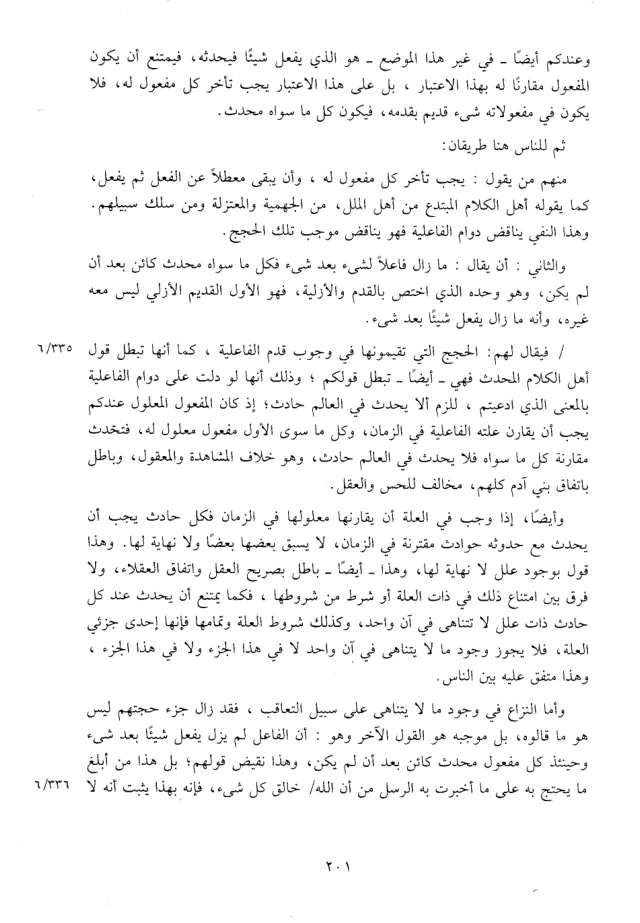 وعندكم أيضًا ــ في غير هذا الموضع ــ هو الذي يفعل شيئًا فيحدثه، فيمتنع أن يكون
المفعول مقارنًا له بهذا الاعتبار ، بل على هذا الاعتبار يجب تأخر كل مفعول له، فلا
يكون في مفعولاته شىء قديم بقدمه، فيكون كل ما سواه محدث.
ثم للناس هنا طريقان:
منهم من يقول : يجب تأخر كل مفعول له ، وأن يبقى معطلاً عن الفعل ثم يفعل،
كما يقوله أهل الكلام المبتدع من أهل الملل، من الجهمية والمعتزلة ومن سلك سبيلهم.
وهذا النفي يناقض دوام الفاعلية فهو يناقض موجب تلك الحجج.
والثاني : أن يقال : ما زال فاعلاً لشىء بعد شىء فكل ما سواه محدث كائن بعد أن
لم يكن، وهو وحده الذي اختص بالقدم والأزلية، فهو الأول القديم الأزلي ليس معه
غيره، وأنه ما زال يفعل شيئًا بعد شىء.
/ فيقال لهم: الحجج التي تقيمونها في وجوب قدم الفاعلية ، كما أنها تبطل قول ٦/٣٣٥
أهل الكلام المحدث فهي ــ أيضًا ــ تبطل قولكم ؛ وذلك أنها لو دلت على دوام الفاعلية
بالمعنى الذي ادعيتم ، للزم ألا يحدث في العالم حادث؛ إذ كان المفعول المعلول عندكم
يجب أن يقارن علته الفاعلية في الزمان، وكل ما سوى الأول مفعول معلول له، فتحدث
مقارنة كل ما سواه فلا يحدث في العالم حادث، وهو خلاف المشاهدة والمعقول، وباطل
باتفاق بني آدم كلهم، مخالف للحس والعقل.
وأيضًا، إذا وجب في العلة أن يقارنها معلولها في الزمان فكل حادث يجب أن
يحدث مع حدوثه حوادث مقترنة في الزمان، لا يسبق بعضها بعضًا ولا نهاية لها. وهذا
قول بوجود علل لا نهاية لها، وهذا ــ أيضًا ــ باطل بصريح العقل واتفاق العقلاء، ولا
فرق بين امتناع ذلك في ذات العلة أو شرط من شروطها ، فكما يمتنع أن يحدث عند كل
حادث ذات علل لا تتناهى في آن واحد، وكذلك شروط العلة وتمامها فإنها إحدى جزئي
العلة، فلا يجوز وجود ما لا يتناهى في آن واحد لا في هذا الجزء ولا في هذا الجزء ،
وهذا متفق عليه بين الناس.
وأما النزاع في وجود ما لا يتناهى على سبيل التعاقب ، فقد زال جزء حجتهم ليس
هو ما قالوه، بل موجبه هو القول الآخر وهو : أن الفاعل لم يزل يفعل شيئًا بعد شىء
وحينئذ كل مفعول محدث كائن بعد أن لم يكن، وهذا نقيض قولهم؛ بل هذا من أبلغ
ما يحتج به على ما أخبرت به الرسل من أن الله/ خالق كل شىء، فإنه بهذا يثبت أنه لا ٦/٣٣٦
٢٠١